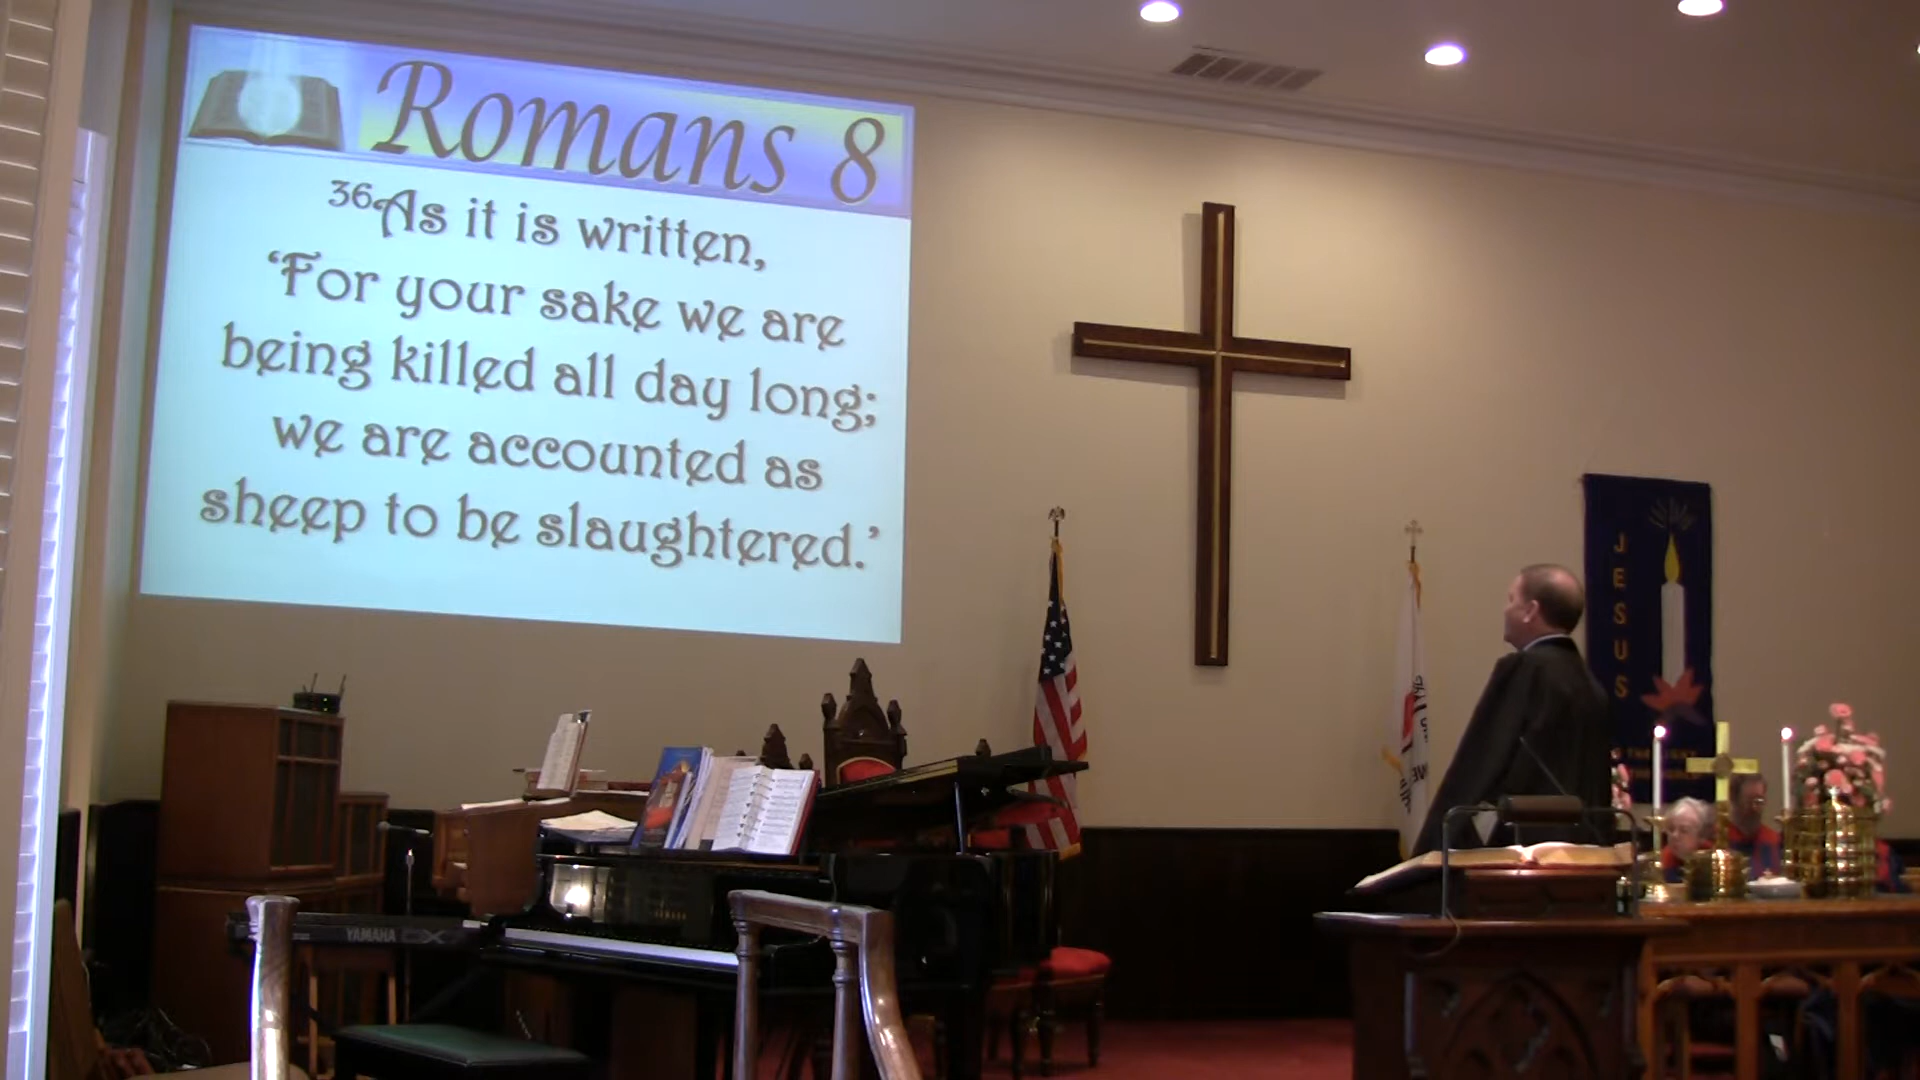 Romans 8
36As it is written,
‘For your sake we are
being killed all day long;
we are accounted as
sheep to be slaughtered.’
JESUS
YAMAHA